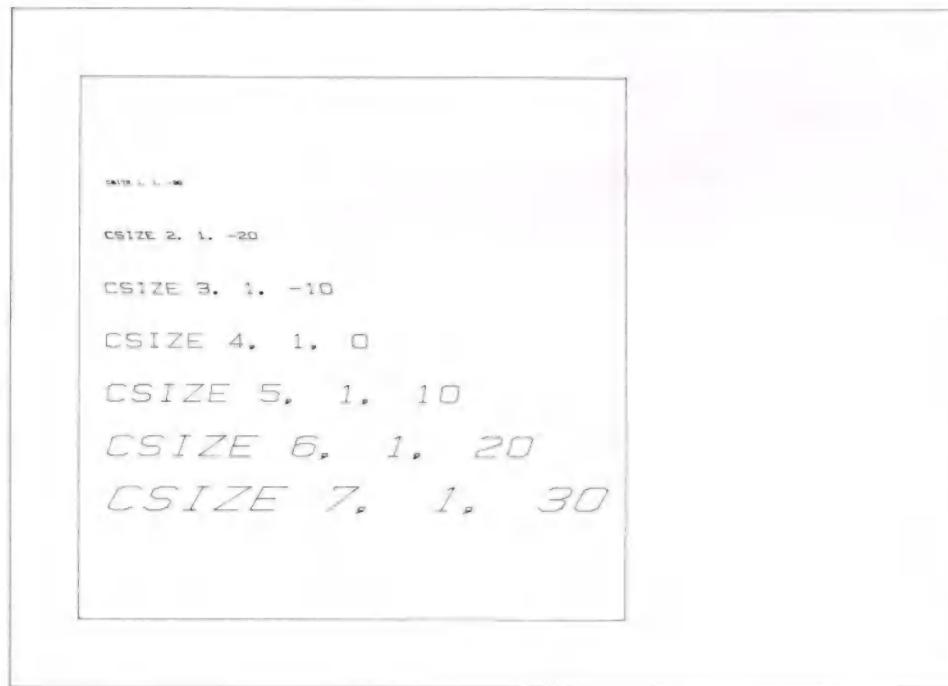 CSIZE 2. 1. -20
CSIZE 3. 1. -10
CSIZE 4, 1, 0
CSIZE 5, 1, 10
CSIZE 6, 1, 20
CSIZE 7, 1, 30